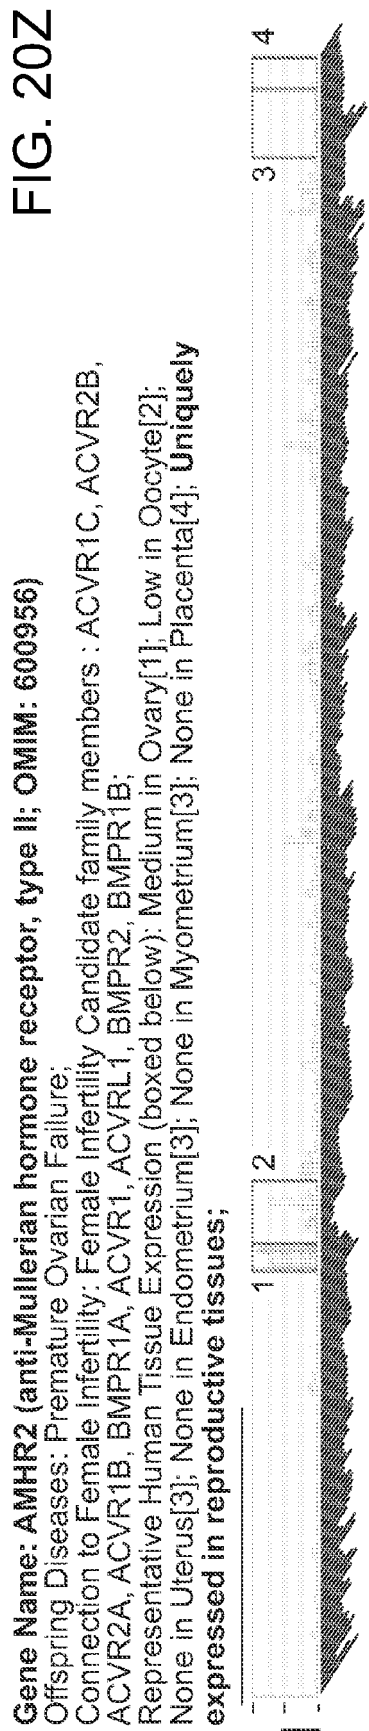 FIG. 20Z
Gene Name: AMHR2 (anti-Mullerian hormone receptor, type II; OMIM: 600956)
Offspring Diseases: Premature Ovarian Failure;
Connection to Female Infertility: Female Infertility Candidate family members : ACVR1C, ACVR2B,
ACVR2A, ACVR1B, BMPR1A, ACVR1, ACVRL1, BMPR2, BMPR1B;
Representative Human Tissue Expression (boxed below): Medium in Ovary[1]; Low in Oocyte[2];
None in Uterus[3]; None in Endometrium[3]; None in Myometrium[3]; None in Placenta[4]; Uniquely
expressed in reproductive tissues;
1 2 3 4